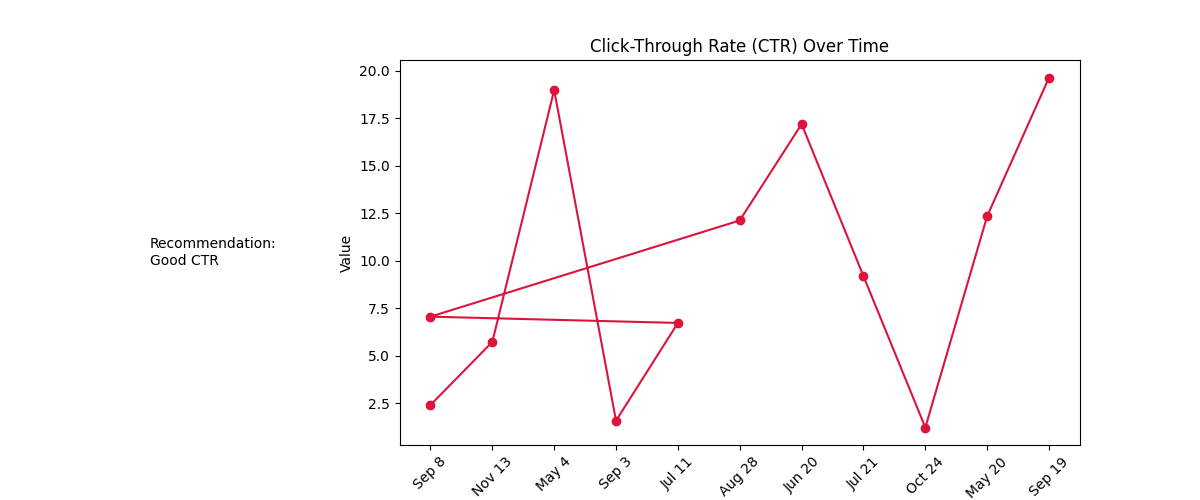 Click-Through Rate (CTR) Over Time
20.0
17.5
15.0
12.5
10.0
7.5
5.0
2.5
Value
Recommendation:
Good CTR
Sep 8
Nov 13
May 4
Sep 3
Jul 11
Aug 28
Jun 20
Jul 21
Oct 24
May 20
Sep 19